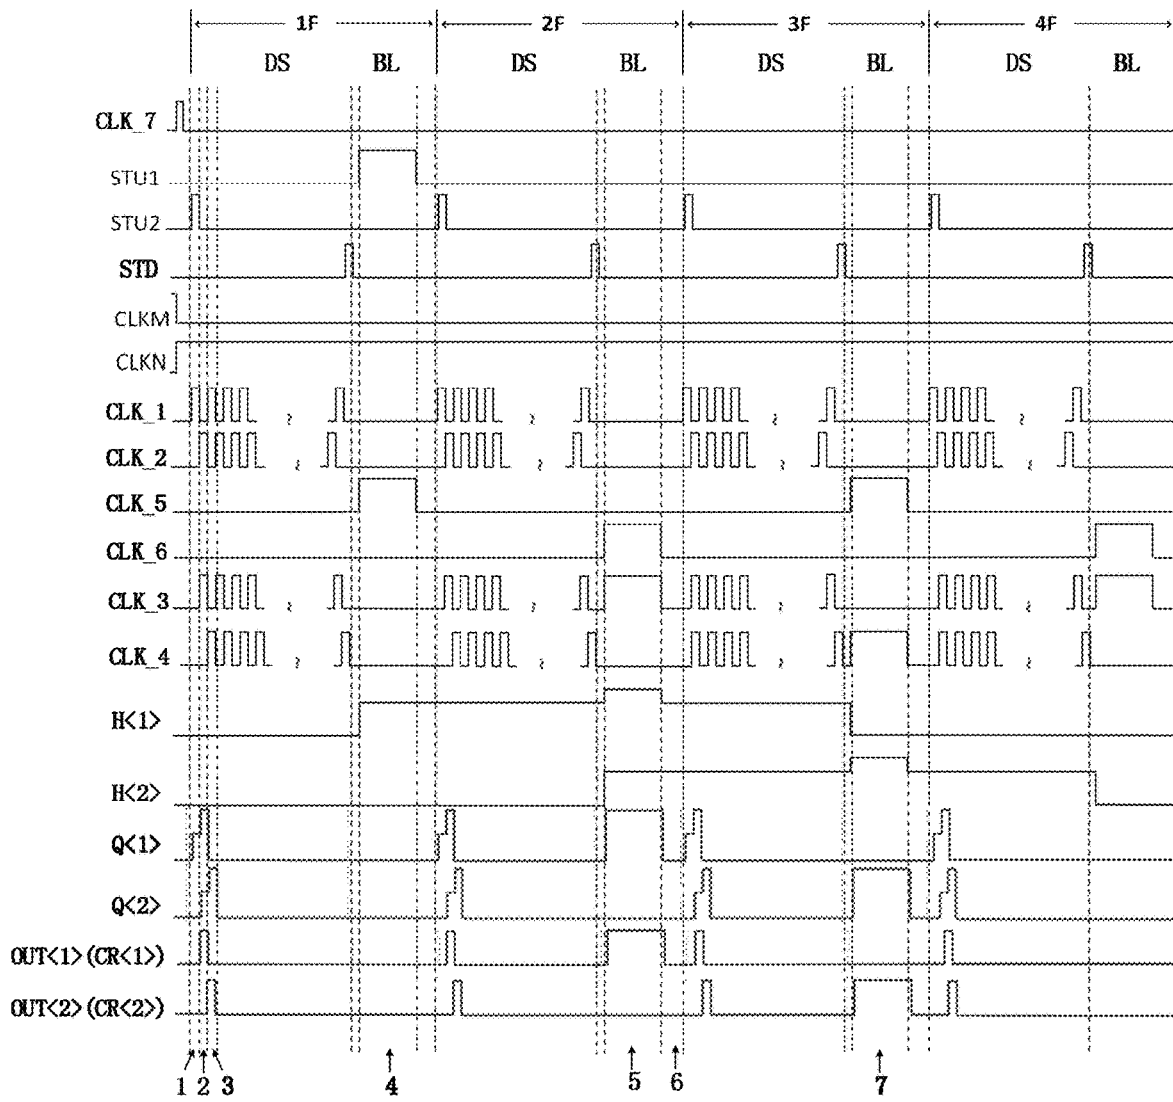 1F 2F 3F 4F
DS BL DS BL DS BL DS BL
CLK_7
STU1
STU2
STD
CLKM
CLKN
CLK_1
CLK_2
CLK_5
CLK_6
CLK_3
CLK_4
H<1>
H<2>
Q<1>
Q<2>
OUT<1>(CR<1>)
OUT<2>(CR<2>)
1 2 3 4 5 6 7